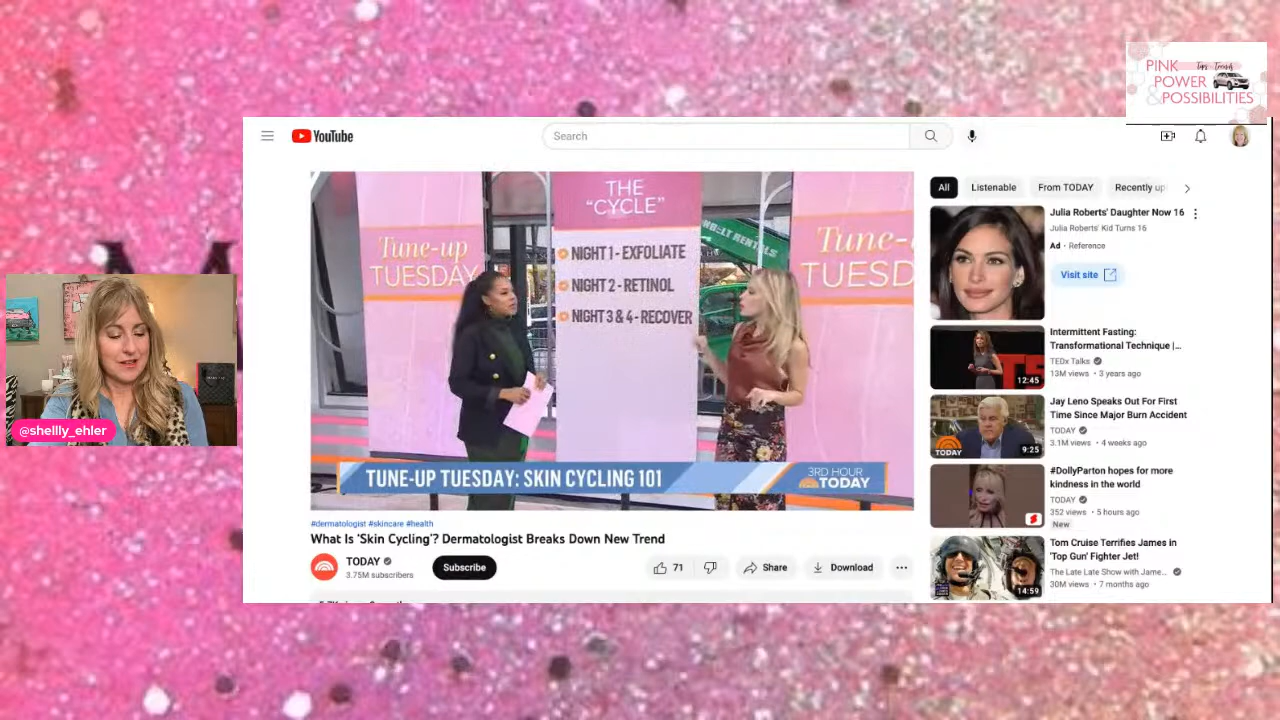 PINK
Tips Trends
POWER
& POSSIBILITIES
YouTube
Search
THE
"CYCLE"
NIGHT 1 - EXFOLIATE
NIGHT 2 - RETINOL
NIGHT 3 & 4 - RECOVER
Tune-up
TUESDAY
Tune-
TUESD
NBELT RENTALS
TUNE-UP TUESDAY: SKIN CYCLING 101
3RD HOUR
TODAY
#dermatologist #skincare #health
What Is ‘Skin Cycling’? Dermatologist Breaks Down New Trend
TODAY
3.75M subscribers
Subscribe
71
Share
Download
@shellly_ehler
All
Listenable
From TODAY
Recently up
Julia Roberts' Daughter Now 16
Julia Roberts' Kid Turns 16
Ad · Reference
Visit site
Intermittent Fasting:
Transformational Technique |...
TEDx Talks
13M views · 3 years ago
12:45
Jay Leno Speaks Out For First
Time Since Major Burn Accident
TODAY
3.1M views · 4 weeks ago
TODAY
9:25
#DollyParton hopes for more
kindness in the world
TODAY
352 views · 5 hours ago
New
Tom Cruise Terrifies James in
'Top Gun' Fighter Jet!
The Late Late Show with Jame...
30M views · 7 months ago
14:59